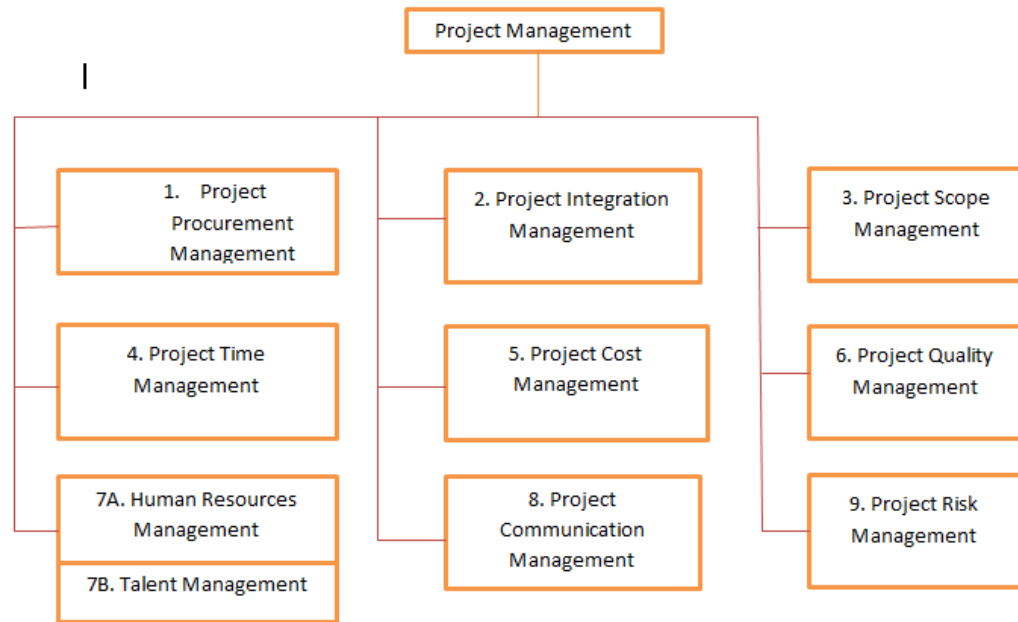 Project Management
1. Project
Procurement
Management
2. Project Integration
Management
3. Project Scope
Management
4. Project Time
Management
5. Project Cost
Management
6. Project Quality
Management
7A. Human Resources
Management
7B. Talent Management
8. Project
Communication
Management
9. Project Risk
Management